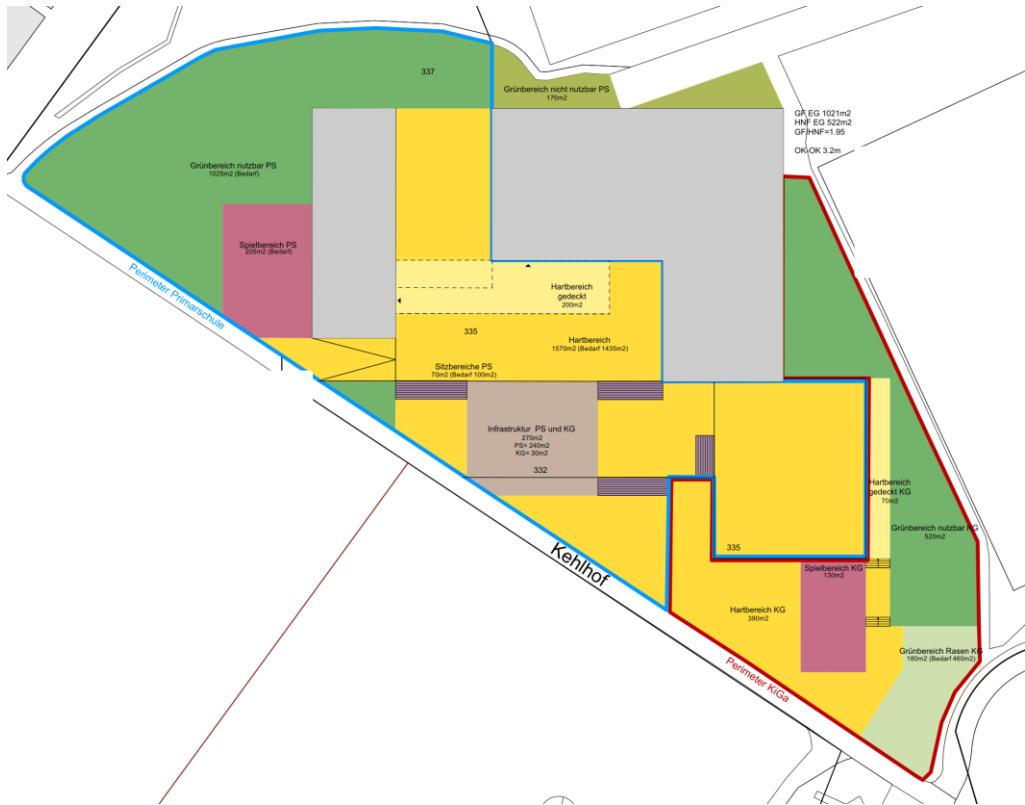 337
Grünbereich nicht nutzbar PS
170m2
GF EG 1021m2
HNF EG 522m2
GF/HNF=1.95
OK-OK 3.2m
Grünbereich nutzbar PS
1025m2 (Bedarf)
Spielbereich PS
205m2 (Bedarf)
Perimeter Primarschule
Hartbereich
gedeckt
200m2
335
Hartbereich
1570m2 (Bedarf 1435m2)
Sitzbereiche PS
70m2 (Bedarf 100m2)
Infrastruktur PS und KG
270m2
PS= 240m2
KG= 30m2
332
Hartbereich
gedeckt KG
70m2
Grünbereich nutzbar KG
520m2
335
Kehlhof
Spielbereich KG
130m2
Hartbereich KG
390m2
Grünbereich Rasen KG
180m2 (Bedarf 460m2)
Perimeter KiGa